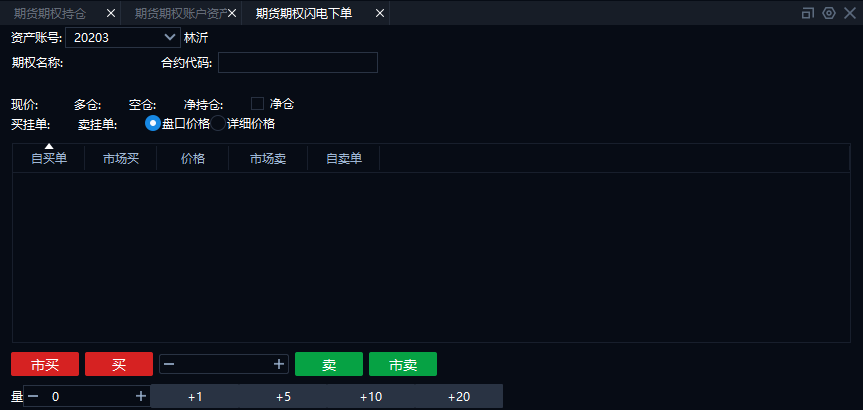 期货期权持仓 期货期权账户资产 期货期权闪电下单
资产账号: 20203 林沂
期权名称: 合约代码:
现价: 多仓: 空仓: 净持仓: 净仓
买挂单: 卖挂单: 盘口价格 详细价格
自买单 市场买 价格 市场卖 自卖单
市买 买 卖 市卖
量 0 +1 +5 +10 +20